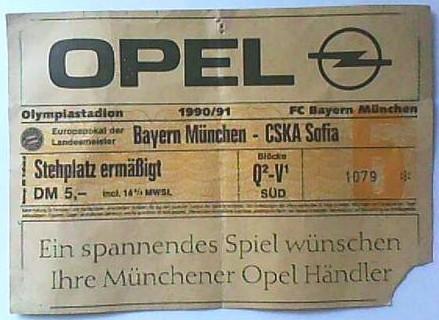 OPEL
Olympiastadion 1990/91 FC Bayern München
Europapokal der Landesmeister Bayern München - CSKA Sofia
Stehplatz ermäßigt
DM 5,– incl. 14% MWSt.
Blöcke
Q²-V¹
SÜD
1079
Ein spannendes Spiel wünschen
Ihre Münchener Opel Händler